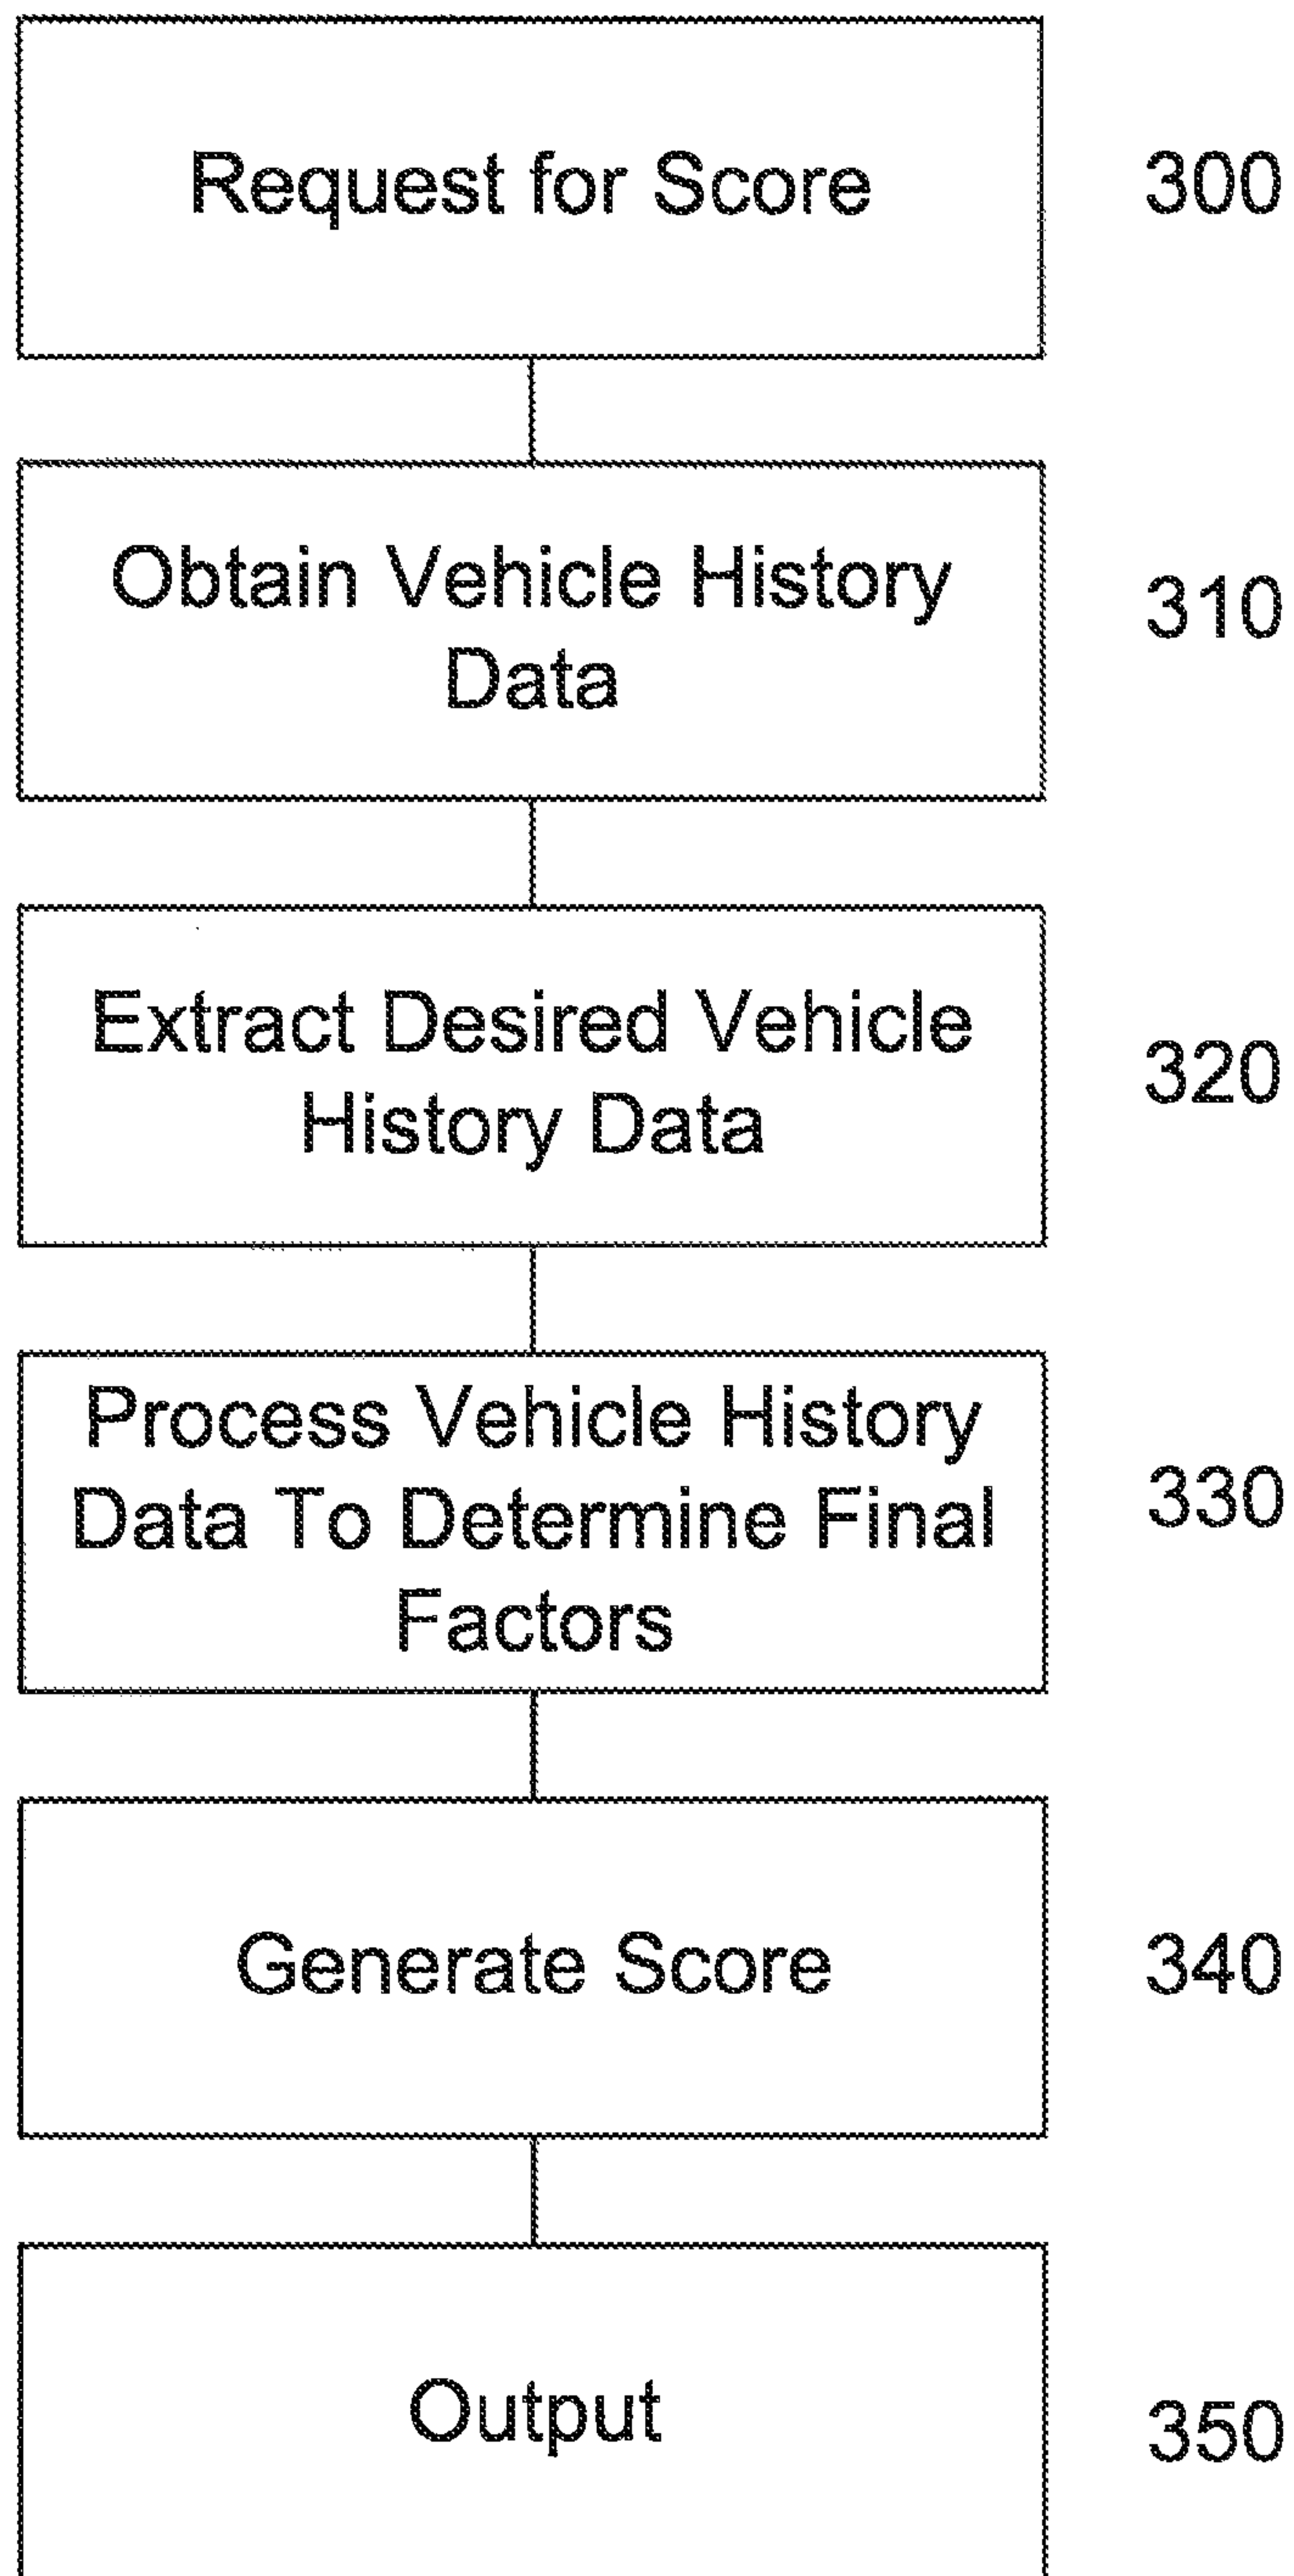 Request for Score
300
Obtain Vehicle History
Data
310
Extract Desired Vehicle
History Data
320
Process Vehicle History
Data To Determine Final
Factors
330
Generate Score
340
Output
350